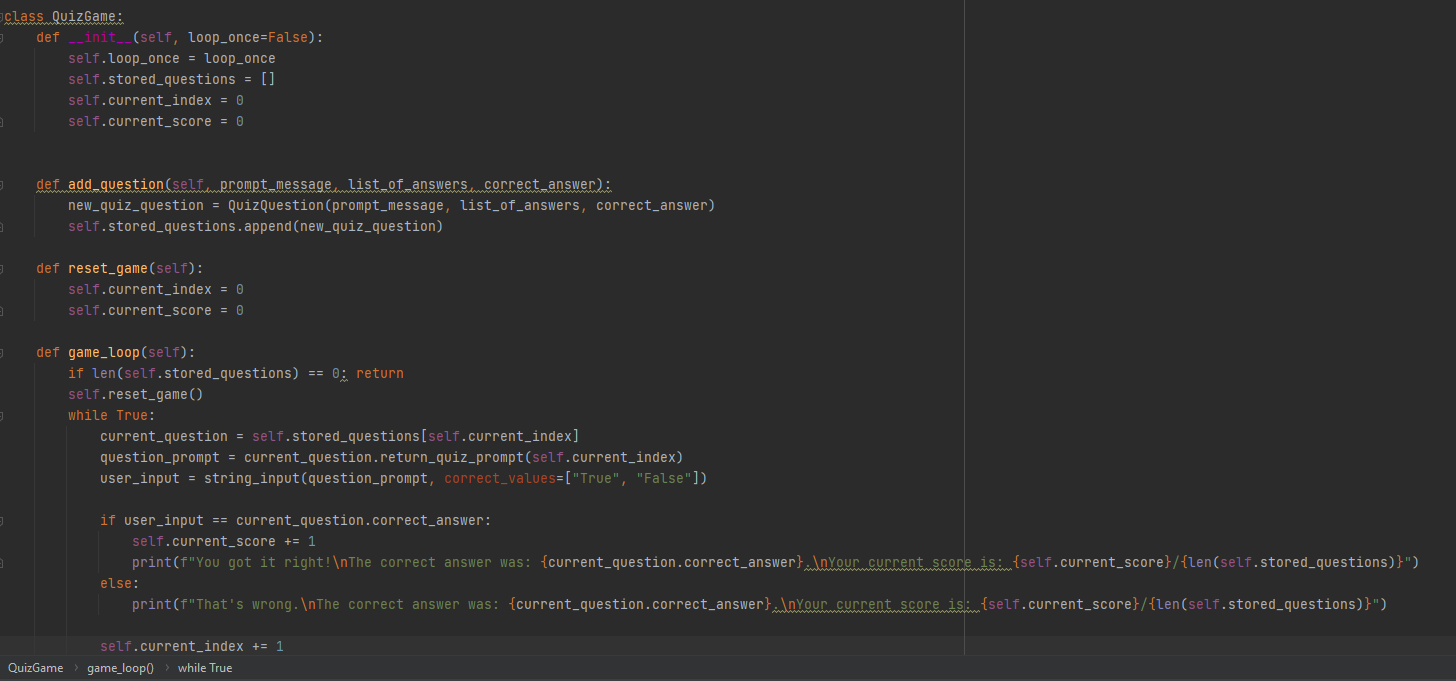 class QuizGame:
    def __init__(self, loop_once=False):
        self.loop_once = loop_once
        self.stored_questions = []
        self.current_index = 0
        self.current_score = 0
    def add_question(self, prompt_message, list_of_answers, correct_answer):
        new_quiz_question = QuizQuestion(prompt_message, list_of_answers, correct_answer)
        self.stored_questions.append(new_quiz_question)
    def reset_game(self):
        self.current_index = 0
        self.current_score = 0
    def game_loop(self):
        if len(self.stored_questions) == 0: return
        self.reset_game()
        while True:
            current_question = self.stored_questions[self.current_index]
            question_prompt = current_question.return_quiz_prompt(self.current_index)
            user_input = string_input(question_prompt, correct_values=["True", "False"])
            if user_input == current_question.correct_answer:
                self.current_score += 1
                print(f"You got it right!\nThe correct answer was: {current_question.correct_answer}.\nYour current score is: {self.current_score}/{len(self.stored_questions)}")
            else:
                print(f"That's wrong.\nThe correct answer was: {current_question.correct_answer}.\nYour current score is: {self.current_score}/{len(self.stored_questions)}")
            self.current_index += 1
QuizGame › game_loop() › while True